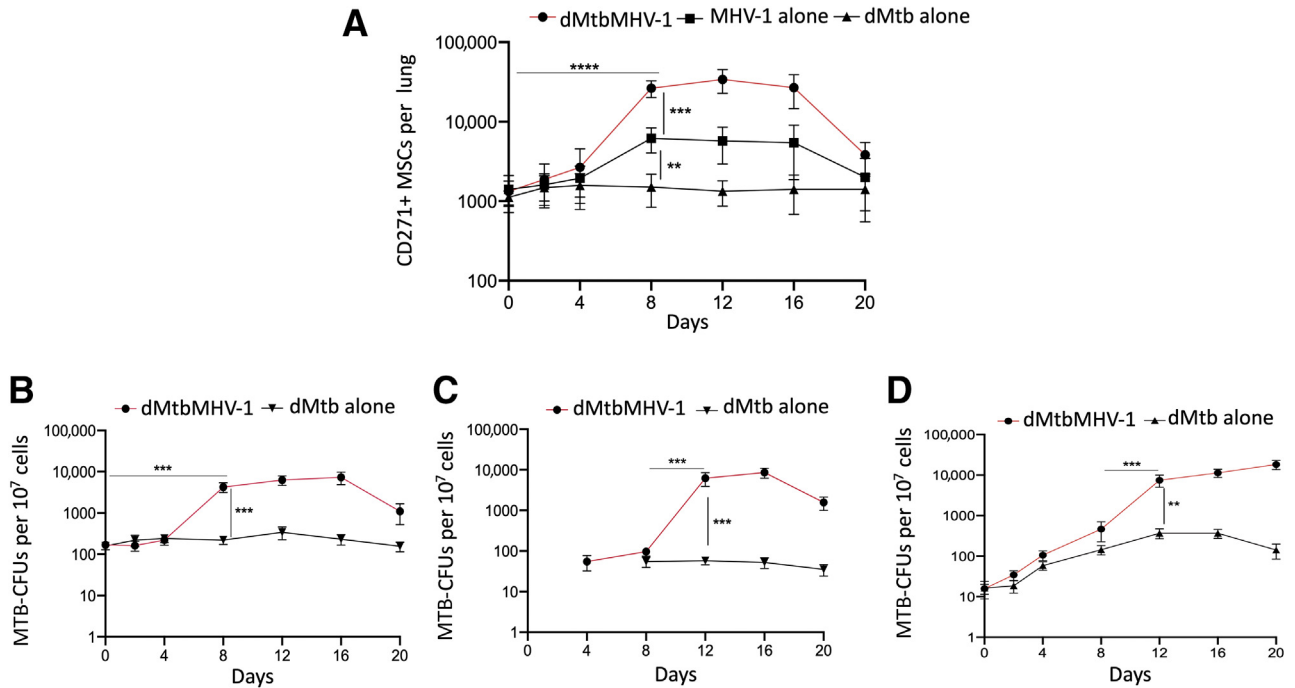 A
dMtbMHV-1 MHV-1 alone dMtb alone
CD271+ MSCs per lung
100,000
10,000
1000
100
****
***
**
0 4 8 12 16 20
Days
B
dMtbMHV-1 dMtb alone
MTB-CFUs per 10⁷ cells
100,000
10,000
1000
100
10
1
***
***
0 4 8 12 16 20
Days
C
dMtbMHV-1 dMtb alone
MTB-CFUs per 10⁷ cells
100,000
10,000
1000
100
10
1
***
***
0 4 8 12 16 20
Days
D
dMtbMHV-1 dMtb alone
MTB-CFUs per 10⁷ cells
100,000
10,000
1000
100
10
1
***
**
0 4 8 12 16 20
Days